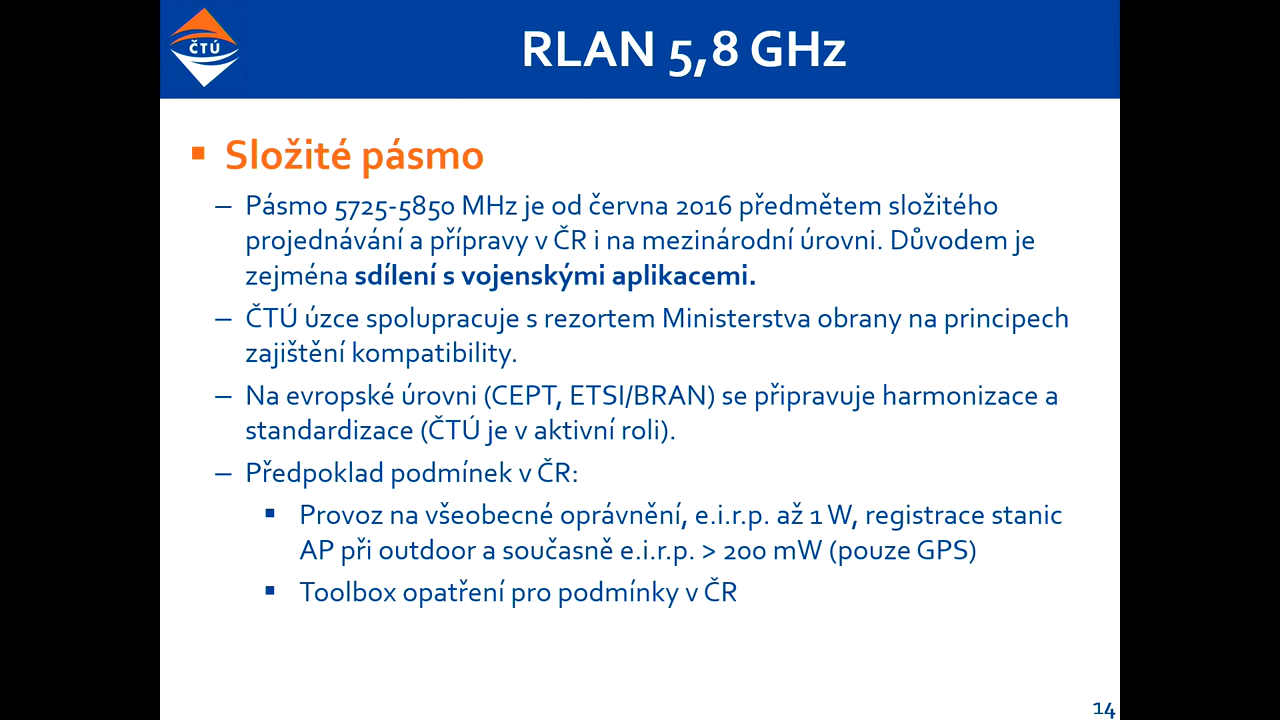 ČTÚ
RLAN 5,8 GHz
▪ Složité pásmo
– Pásmo 5725-5850 MHz je od června 2016 předmětem složitého
projednávání a přípravy v ČR i na mezinárodní úrovni. Důvodem je
zejména sdílení s vojenskými aplikacemi.
– ČTÚ úzce spolupracuje s rezortem Ministerstva obrany na principech
zajištění kompatibility.
– Na evropské úrovni (CEPT, ETSI/BRAN) se připravuje harmonizace a
standardizace (ČTÚ je v aktivní roli).
– Předpoklad podmínek v ČR:
▪ Provoz na všeobecné oprávnění, e.i.r.p. až 1 W, registrace stanic
AP při outdoor a současně e.i.r.p. > 200 mW (pouze GPS)
▪ Toolbox opatření pro podmínky v ČR
14